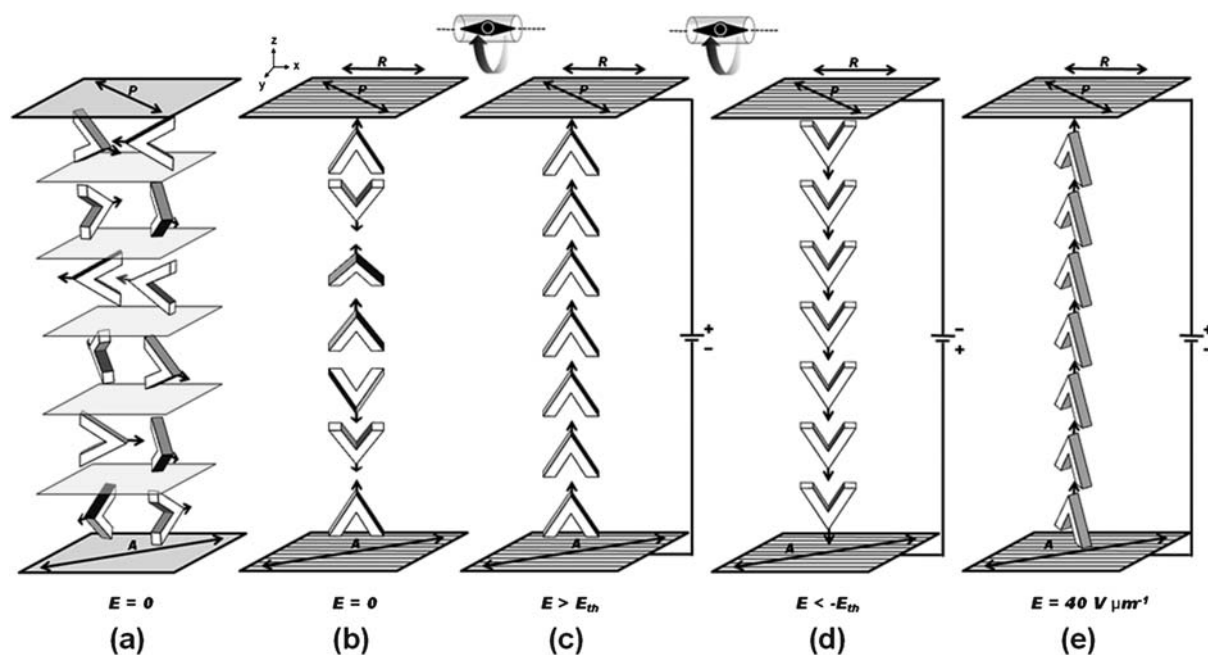 z
x
y
R
R
R
R
P
P
P
P
P
+
-
-
+
+
-
A
A
A
A
A
E = 0
E = 0
E > Eth
E < -Eth
E = 40 V μm-1
(a)
(b)
(c)
(d)
(e)